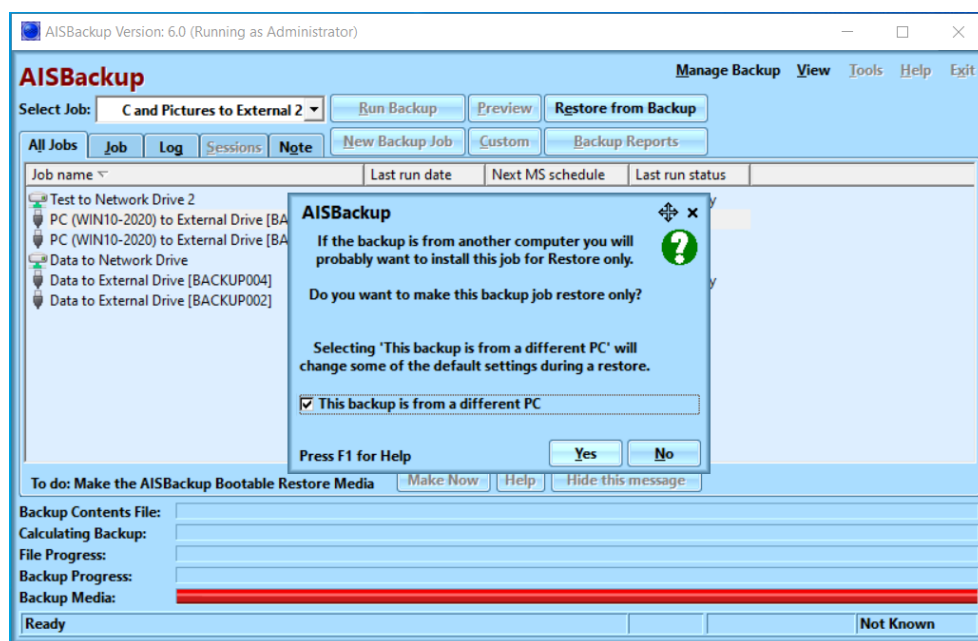 AISBackup Version: 6.0 (Running as Administrator)
AISBackup
Manage Backup View Tools Help Exit
Select Job: C and Pictures to External 2 Run Backup Preview Restore from Backup
All Jobs Job Log Sessions Note New Backup Job Custom Backup Reports
Job name Last run date Next MS schedule Last run status
Test to Network Drive 2 y
PC (WIN10-2020) to External Drive [BA
PC (WIN10-2020) to External Drive [BA
Data to Network Drive
Data to External Drive [BACKUP004] y
Data to External Drive [BACKUP002]
AISBackup
If the backup is from another computer you will
probably want to install this job for Restore only.
Do you want to make this backup job restore only?
Selecting 'This backup is from a different PC' will
change some of the default settings during a restore.
This backup is from a different PC
Press F1 for Help Yes No
To do: Make the AISBackup Bootable Restore Media Make Now Help Hide this message
Backup Contents File:
Calculating Backup:
File Progress:
Backup Progress:
Backup Media:
Ready Not Known